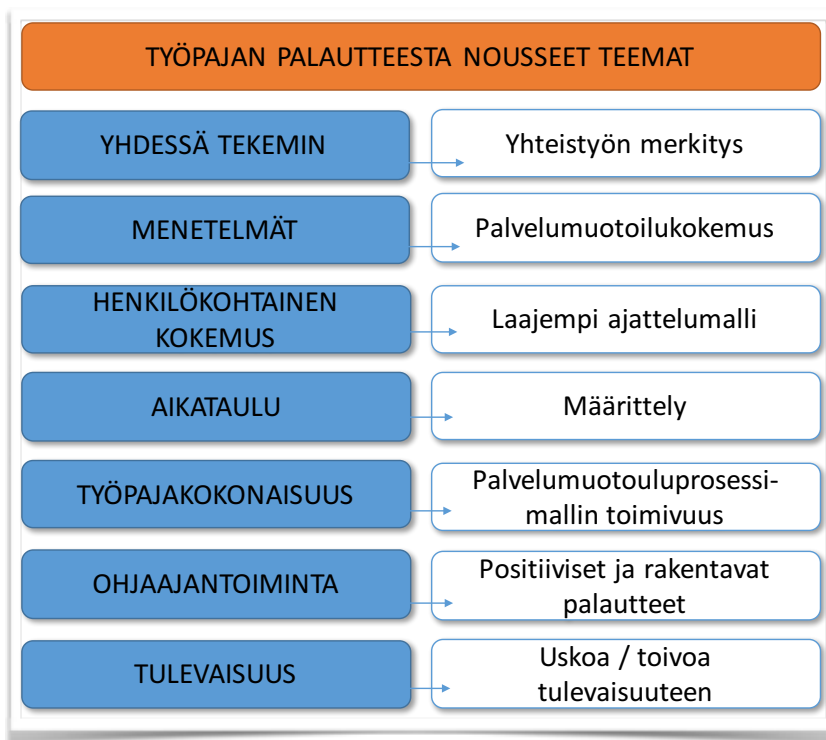 TYÖPAJAN PALAUTTEESTA NOUSSEET TEEMAT
YHDESSÄ TEKEMIN
Yhteistyön merkitys
MENETELMÄT
Palvelumuotoilukokemus
HENKILÖKOHTAINEN
KOKEMUS
Laajempi ajattelumalli
AIKATAULU
Määrittely
TYÖPAJAKOKONAISUUS
Palvelumuotouluprosessi-
mallin toimivuus
OHJAAJANTOIMINTA
Positiiviset ja rakentavat
palautteet
TULEVAISUUS
Uskoa / toivoa
tulevaisuuteen